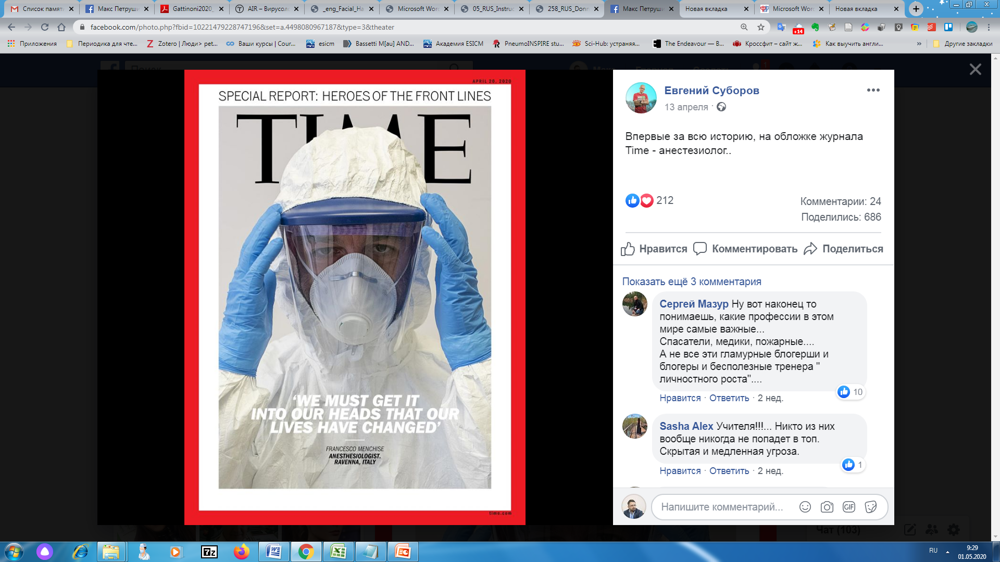 Список памят
Макс Петруши
Gattinoni2020_
AIR – Вирусол
_eng_Facial_Ha
Microsoft Word
05_RUS_Instruc
258_RUS_Donn
Макс Петруши
Новая вкладка
Microsoft Word
Новая вкладка
facebook.com/photo.php?fbid=10221479228747196&set=a.4498080967187&type=3&theater
+14
Приложения
Периодика для чте...
Zotero | Люди> pet...
Ваши курсы | Cour...
esicm
Bassetti M[au] AND...
Академия ESICM
PneumoINSPIRE stu...
Sci-Hub: устраняя...
The Endeavour — B...
Кроссфит – сайт ж...
Как выучить англи...
»
Другие закладки
APRIL 20, 2020
SPECIAL REPORT: HEROES OF THE FRONT LINES
TIME
‘WE MUST GET IT
INTO OUR HEADS THAT OUR
LIVES HAVE CHANGED’
FRANCESCO MENCHISE
ANESTHESIOLOGIST.
RAVENNA, ITALY
time.com
Евгений Суборов
13 апреля ·
Впервые за всю историю, на обложке журнала
Time - анестезиолог..
212
Комментарии: 24
Поделились: 686
Нравится
Комментировать
Поделиться
Показать ещё 3 комментария
Сергей Мазур Ну вот наконец то
понимаешь, какие профессии в этом
мире самые важные...
Спасатели, медики, пожарные....
А не все эти гламурные блогерши и
блогеры и бесполезные тренера "
личностного роста"....
10
Нравится · Ответить · 2 нед.
Sasha Alex Учителя!!!... Никто из них
вообще никогда не попадет в топ.
Скрытая и медленная угроза.
1
Нравится · Ответить · 2 нед.
Напишите комментарий...
GIF
Чат (103)
7z
RU
9:29
01.05.2020